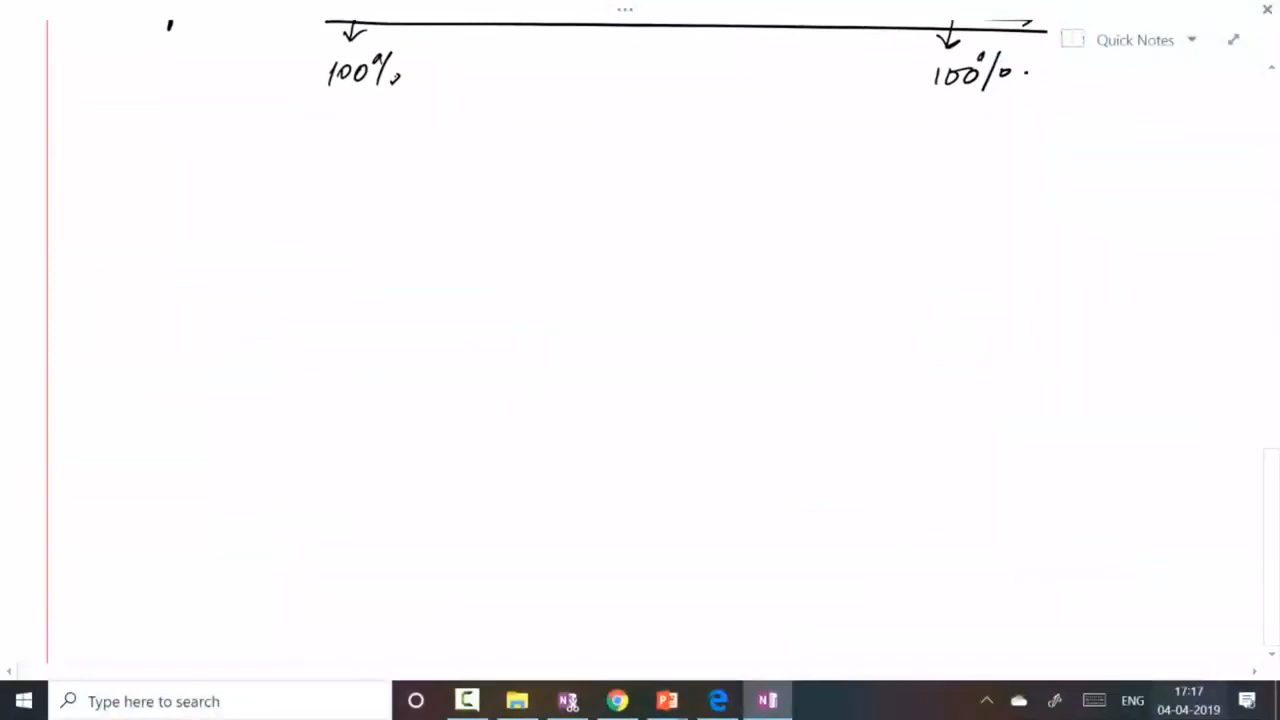 Quick Notes
100% 100%.
Type here to search
ENG
17:17
04-04-2019